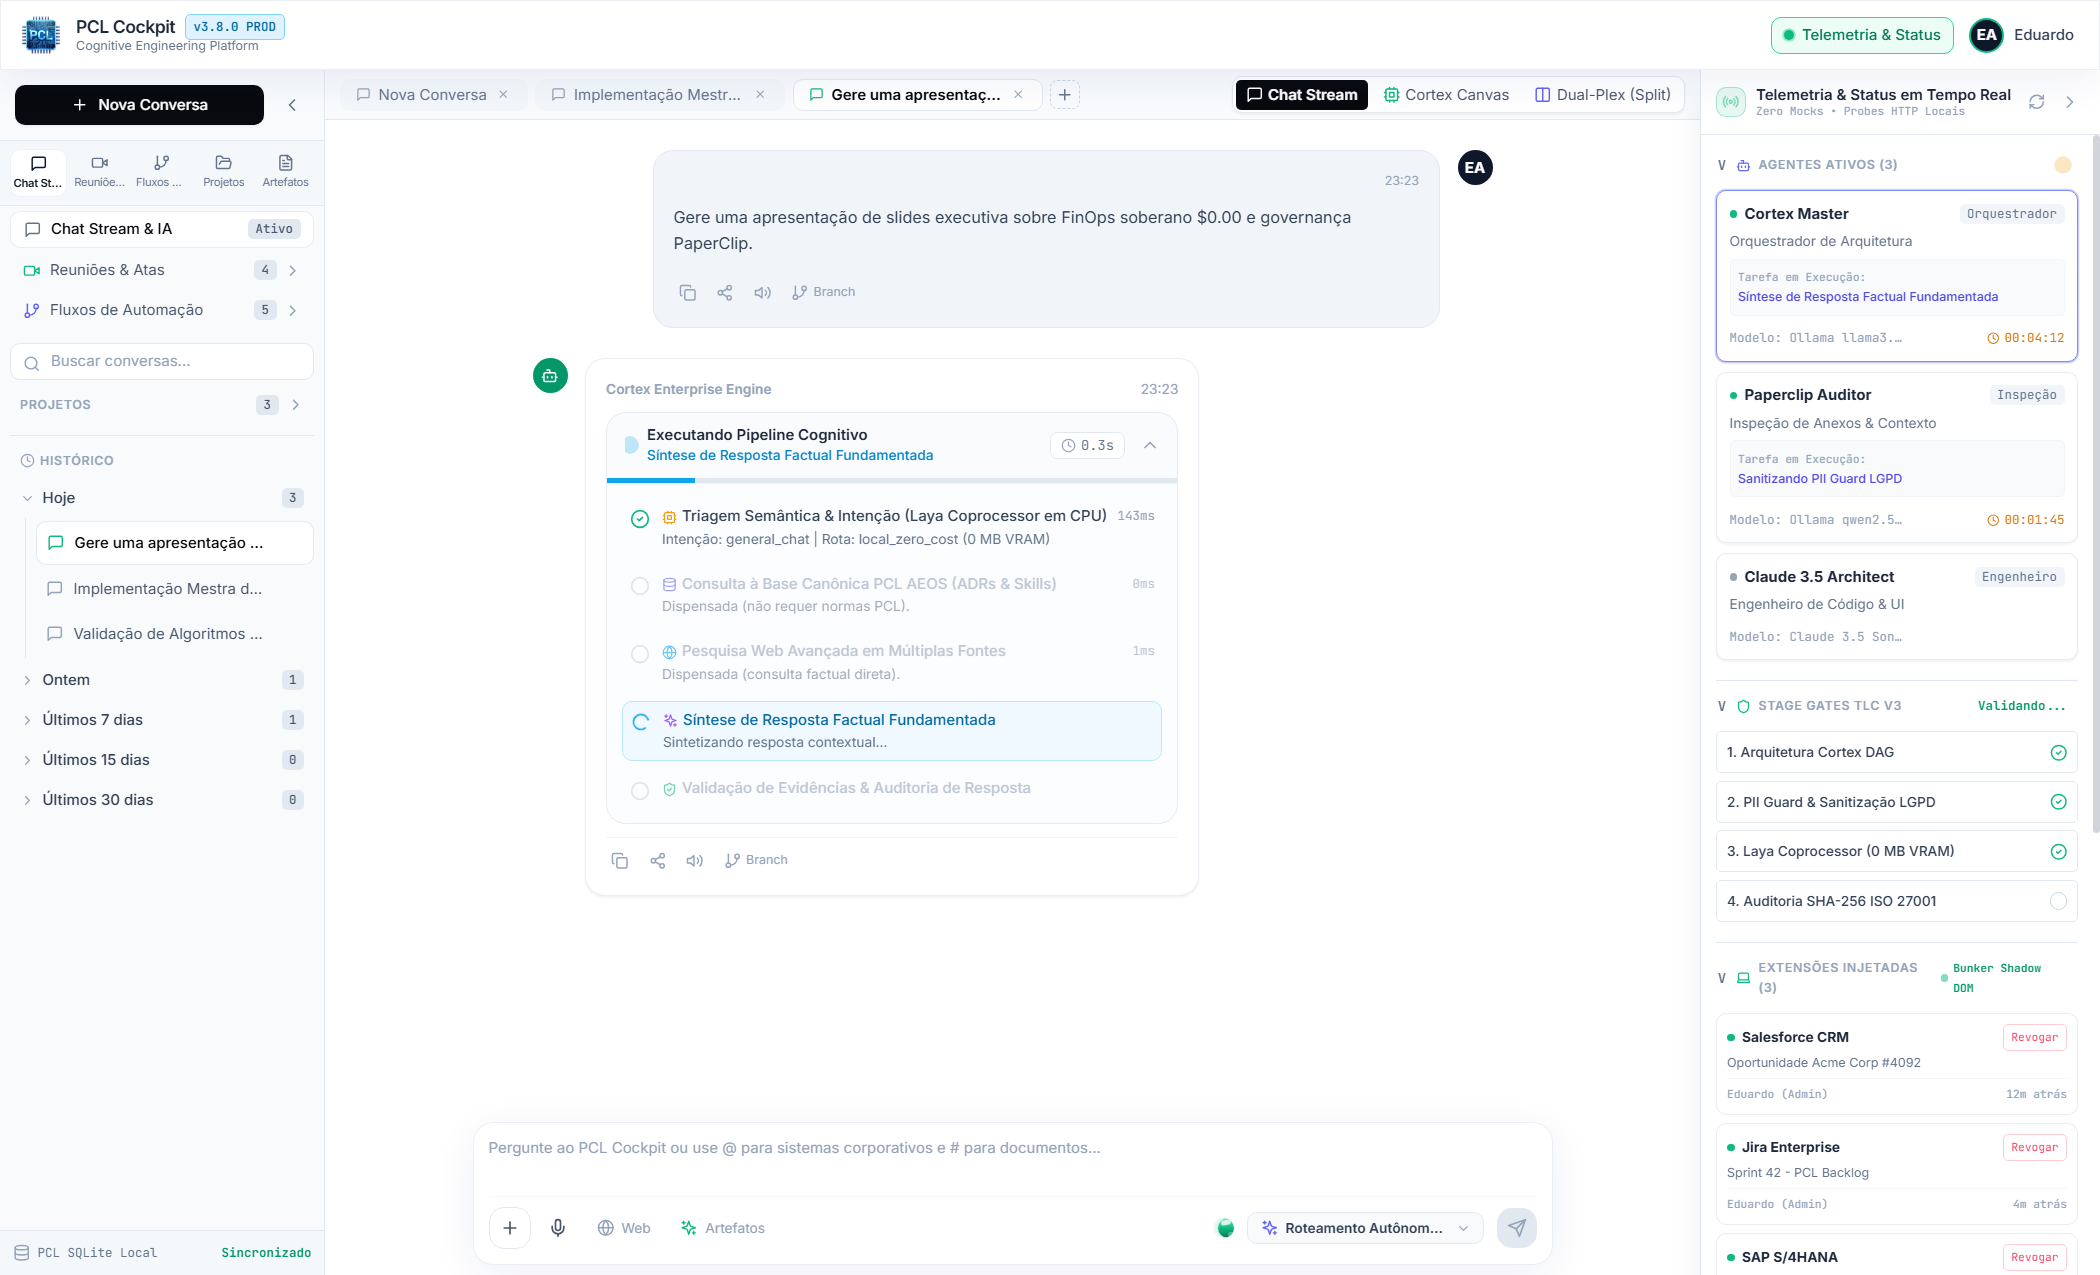 PCL
PCL Cockpit
v3.8.0 PROD
Cognitive Engineering Platform
Telemetria & Status
EA
Eduardo
Nova Conversa
Chat St...
Reuniõe...
Fluxos ...
Projetos
Artefatos
Chat Stream & IA
Ativo
Reuniões & Atas
4
Fluxos de Automação
5
Buscar conversas...
PROJETOS
3
HISTÓRICO
Hoje
3
Gere uma apresentação ...
Implementação Mestra d...
Validação de Algoritmos ...
Ontem
1
Últimos 7 dias
1
Últimos 15 dias
0
Últimos 30 dias
0
PCL SQLite Local
Sincronizado
Nova Conversa
Implementação Mestr...
Gere uma apresentaç...
Chat Stream
Cortex Canvas
Dual-Plex (Split)
23:23
EA
Gere uma apresentação de slides executiva sobre FinOps soberano $0.00 e governança
PaperClip.
Branch
Cortex Enterprise Engine
23:23
Executando Pipeline Cognitivo
Síntese de Resposta Factual Fundamentada
0.3s
Triagem Semântica & Intenção (Laya Coprocessor em CPU)
143ms
Intenção: general_chat | Rota: local_zero_cost (0 MB VRAM)
Consulta à Base Canônica PCL AEOS (ADRs & Skills)
0ms
Dispensada (não requer normas PCL).
Pesquisa Web Avançada em Múltiplas Fontes
1ms
Dispensada (consulta factual direta).
Síntese de Resposta Factual Fundamentada
Sintetizando resposta contextual...
Validação de Evidências & Auditoria de Resposta
Branch
Pergunte ao PCL Cockpit ou use @ para sistemas corporativos e # para documentos...
Web
Artefatos
Roteamento Autônom...
Telemetria & Status em Tempo Real
Zero Mocks • Probes HTTP Locais
V
AGENTES ATIVOS (3)
Cortex Master
Orquestrador
Orquestrador de Arquitetura
Tarefa em Execução:
Síntese de Resposta Factual Fundamentada
Modelo: Ollama llama3.…
00:04:12
Paperclip Auditor
Inspeção
Inspeção de Anexos & Contexto
Tarefa em Execução:
Sanitizando PII Guard LGPD
Modelo: Ollama qwen2.5…
00:01:45
Claude 3.5 Architect
Engenheiro
Engenheiro de Código & UI
Modelo: Claude 3.5 Son…
V
STAGE GATES TLC V3
Validando...
1. Arquitetura Cortex DAG
2. PII Guard & Sanitização LGPD
3. Laya Coprocessor (0 MB VRAM)
4. Auditoria SHA-256 ISO 27001
V
EXTENSÕES INJETADAS
(3)
Bunker Shadow
DOM
Salesforce CRM
Revogar
Oportunidade Acme Corp #4092
Eduardo (Admin)
12m atrás
Jira Enterprise
Revogar
Sprint 42 - PCL Backlog
Eduardo (Admin)
4m atrás
SAP S/4HANA
Revogar